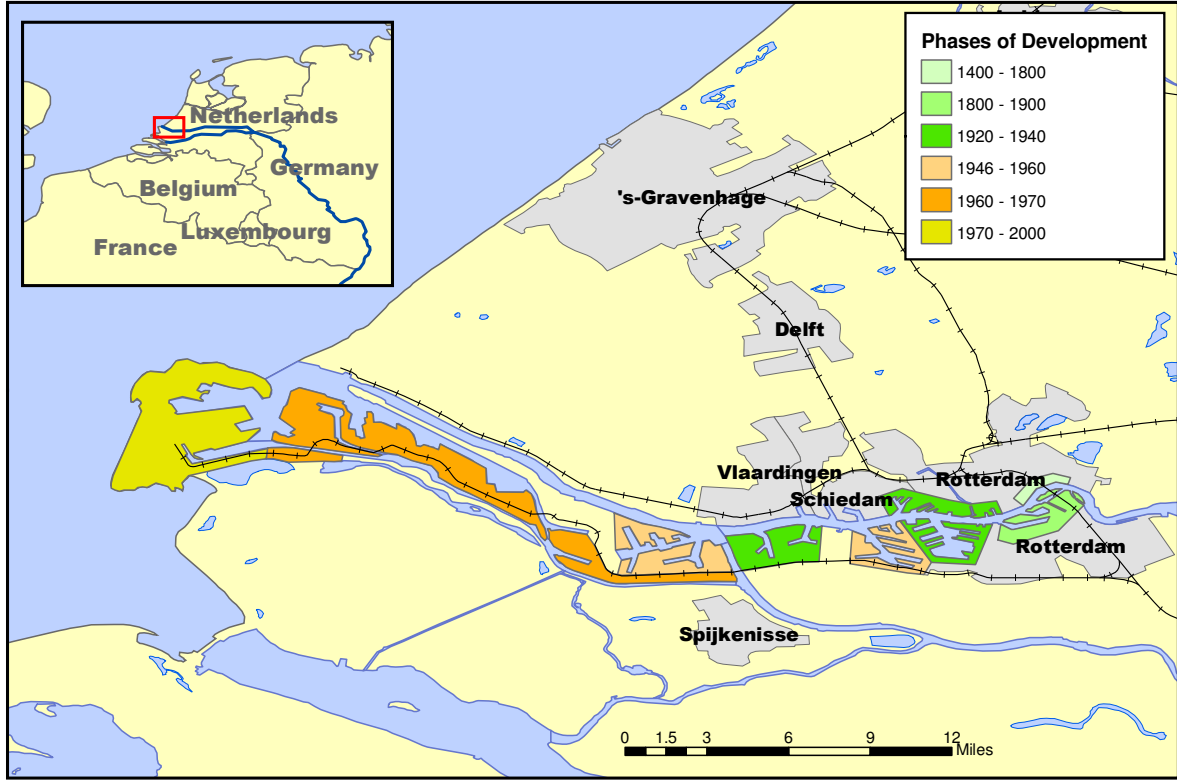 Netherlands
Germany
Belgium
Luxembourg
France
Phases of Development
1400 - 1800
1800 - 1900
1920 - 1940
1946 - 1960
1960 - 1970
1970 - 2000
's-Gravenhage
Delft
Vlaardingen
Schiedam
Rotterdam
Rotterdam
Spijkenisse
0 1.5 3 6 9 12
Miles